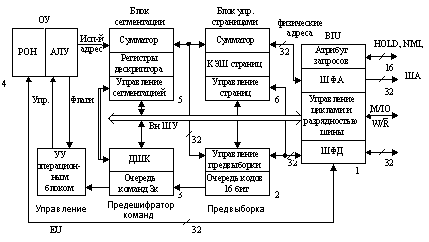 ОУ
Блок
сегментации
Блок упр.
страницами
физические
адреса
BIU
РОН
АЛУ
Исп-й
адрес
Сумматор
Регистры
дескриптора
Управление
сегментацией
5
Сумматор
КЭШ страниц
Управление
страниц
6
32
Атрибут
запросов
ШФА
Управление
циклами и
разрядностью
шины
ШФД
1
HOLD, NMI,
16
ША
32
M/IO
W/R
32
4
Упр.
Флаги
Вн ШУ
32
УУ
операцион-
ным
блоком
ДШК
Очередь
команд 3к
3
Управление
предвыборки
Очередь кодов
16 бит
2
32
Управление
Предешифратор
команд
Предвыборка
EU
32